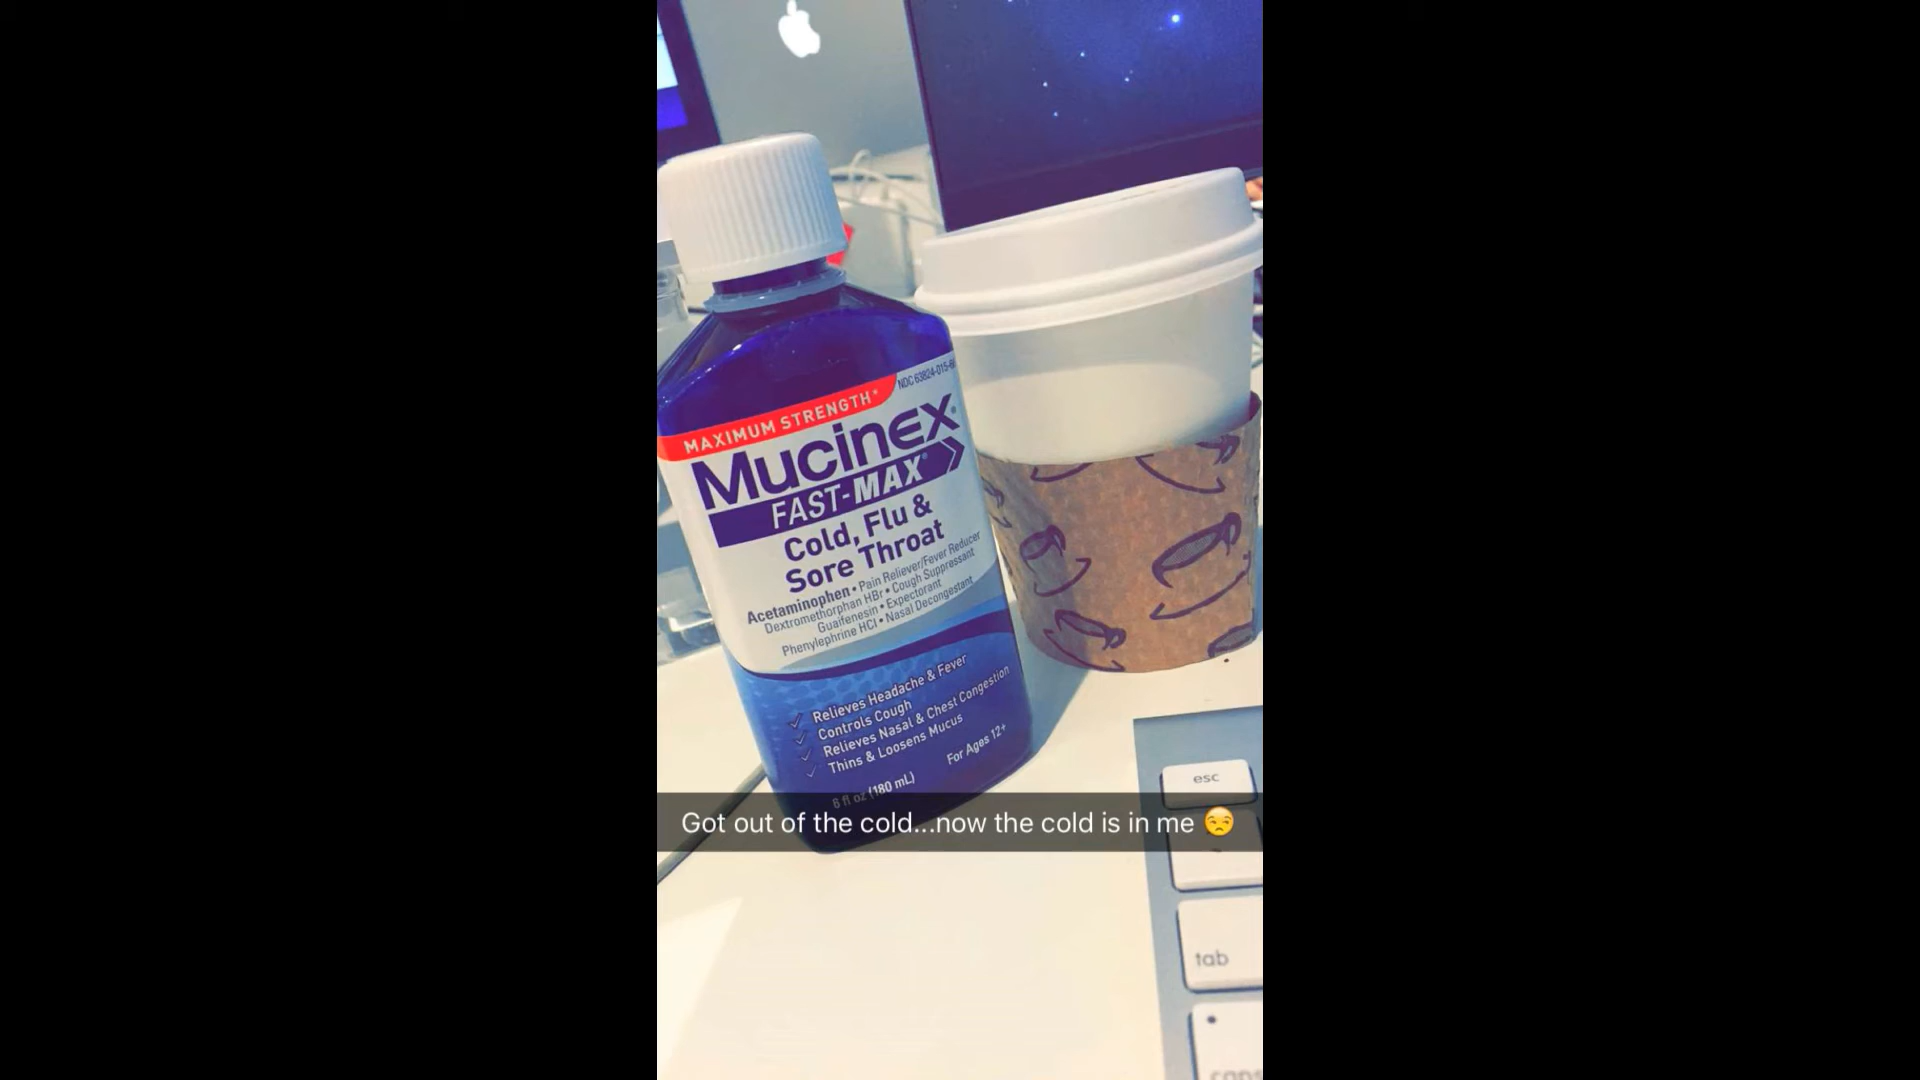 NDC 63824-015-6
MAXIMUM STRENGTH*
Mucinex®
FAST-MAX®
Cold, Flu &
Sore Throat
Acetaminophen • Pain Reliever/Fever Reducer
Dextromethorphan HBr • Cough Suppressant
Guaifenesin • Expectorant
Phenylephrine HCl • Nasal Decongestant
Relieves Headache & Fever
Controls Cough
Relieves Nasal & Chest Congestion
Thins & Loosens Mucus
For Ages 12+
6 fl oz (180 mL)
esc
Got out of the cold...now the cold is in me 😒
tab
caps